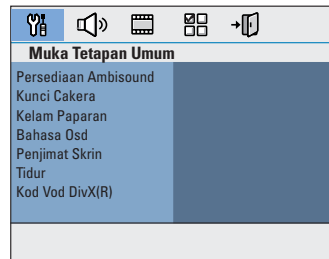 Muka Tetapan Umum
Persediaan Ambisound
Kunci Cakera
Kelam Paparan
Bahasa Osd
Penjimat Skrin
Tidur
Kod Vod DivX(R)